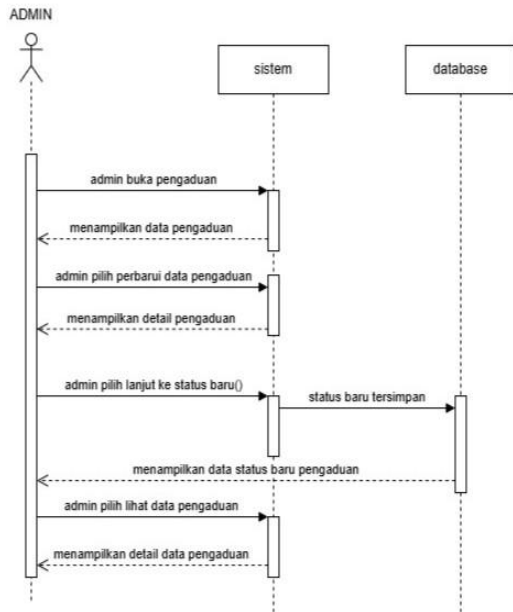 ADMIN
sistem
database
admin buka pengaduan
menampilkan data pengaduan
admin pilih perbarui data pengaduan
menampilkan detail pengaduan
admin pilih lanjut ke status baru()
status baru tersimpan
menampilkan data status baru pengaduan
admin pilih lihat data pengaduan
menampilkan detail data pengaduan